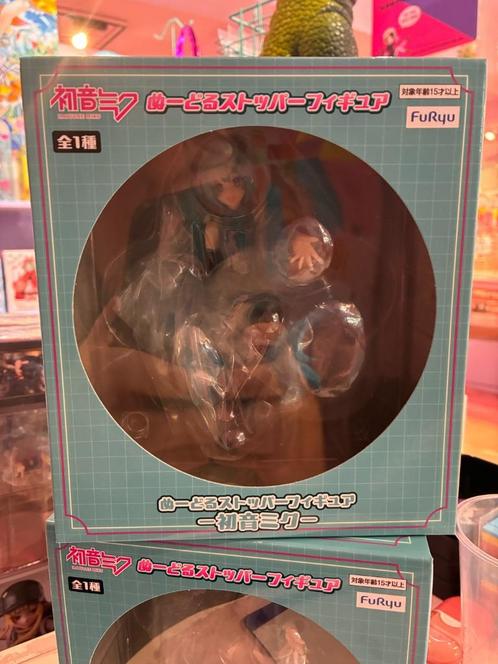 初音ミク ぬーどるストッパーフィギュア
HATSUNE MIKU
対象年齢15才以上
FuRyu
全1種
ぬーどるストッパーフィギュア
ー初音ミクー
初音ミク ぬーどるストッパーフィギュア
対象年齢15才以上
全1種
FuRyu